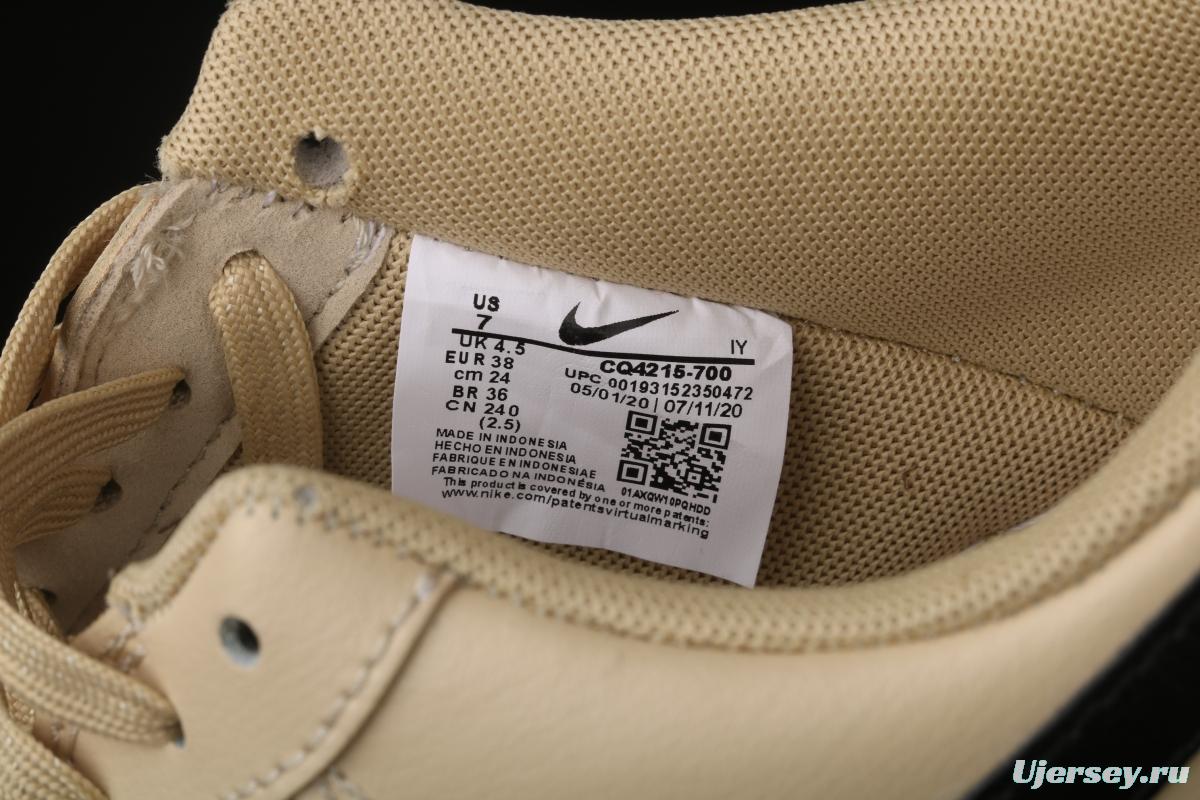 US
7
IY
UK 4.5
EUR 38
cm 24
BR 36
CN 240
(2.5)
CQ4215-700
UPC 00193152350472
05/01/20 | 07/11/20
MADE IN INDONESIA
HECHO EN INDONESIA
FABRIQUE EN INDONESIAE
FABRICADO NA INDONÉSIA
01AXQW10PQHDD
This product is covered by one or more patents:
www.nike.com/patentsvirtualmarking
Ujersey.ru